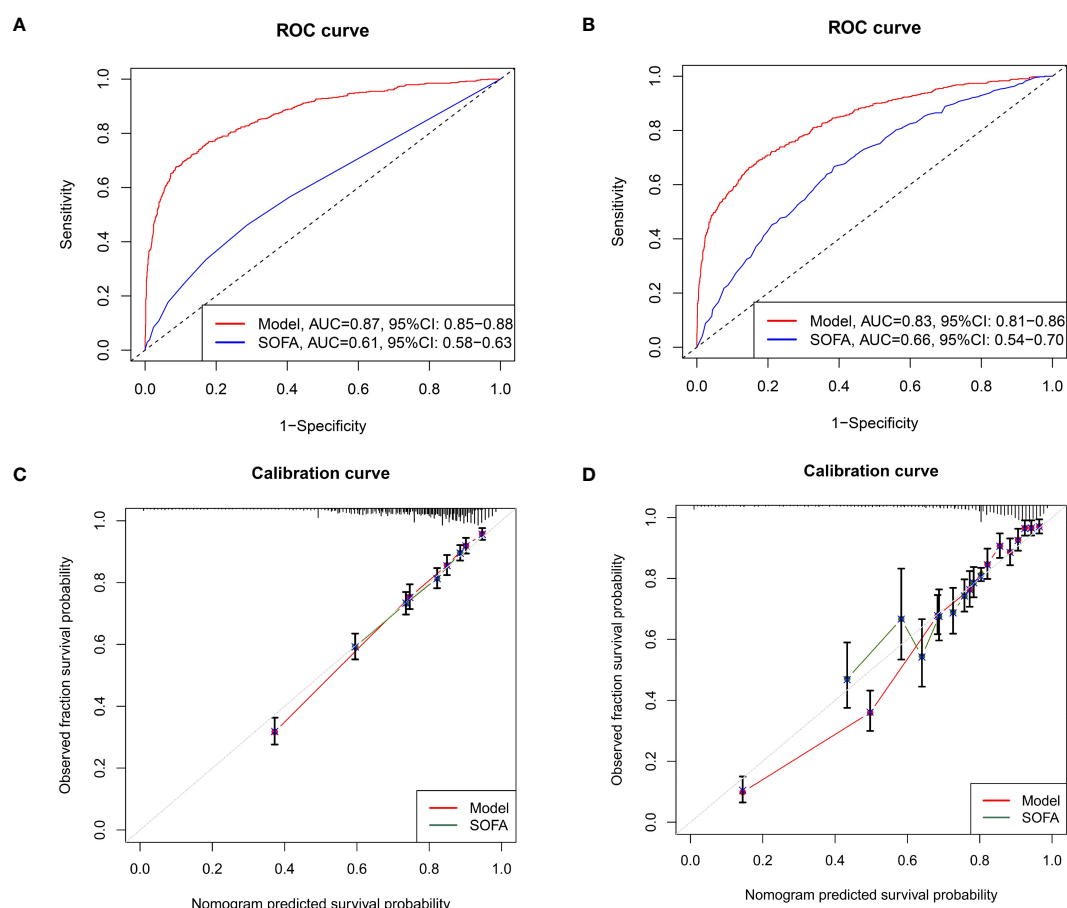 A
ROC curve
Sensitivity
0.0 0.2 0.4 0.6 0.8 1.0
Model, AUC=0.87, 95%CI: 0.85−0.88
SOFA, AUC=0.61, 95%CI: 0.58−0.63
0.0 0.2 0.4 0.6 0.8 1.0
1−Specificity
B
ROC curve
Sensitivity
0.0 0.2 0.4 0.6 0.8 1.0
Model, AUC=0.83, 95%CI: 0.81−0.86
SOFA, AUC=0.66, 95%CI: 0.54−0.70
0.0 0.2 0.4 0.6 0.8 1.0
1−Specificity
C
Calibration curve
Observed fraction survival probability
0.0 0.2 0.4 0.6 0.8 1.0
Model
SOFA
0.0 0.2 0.4 0.6 0.8 1.0
Nomogram predicted survival probability
D
Calibration curve
Observed fraction survival probability
0.0 0.2 0.4 0.6 0.8 1.0
Model
SOFA
0.0 0.2 0.4 0.6 0.8 1.0
Nomogram predicted survival probability